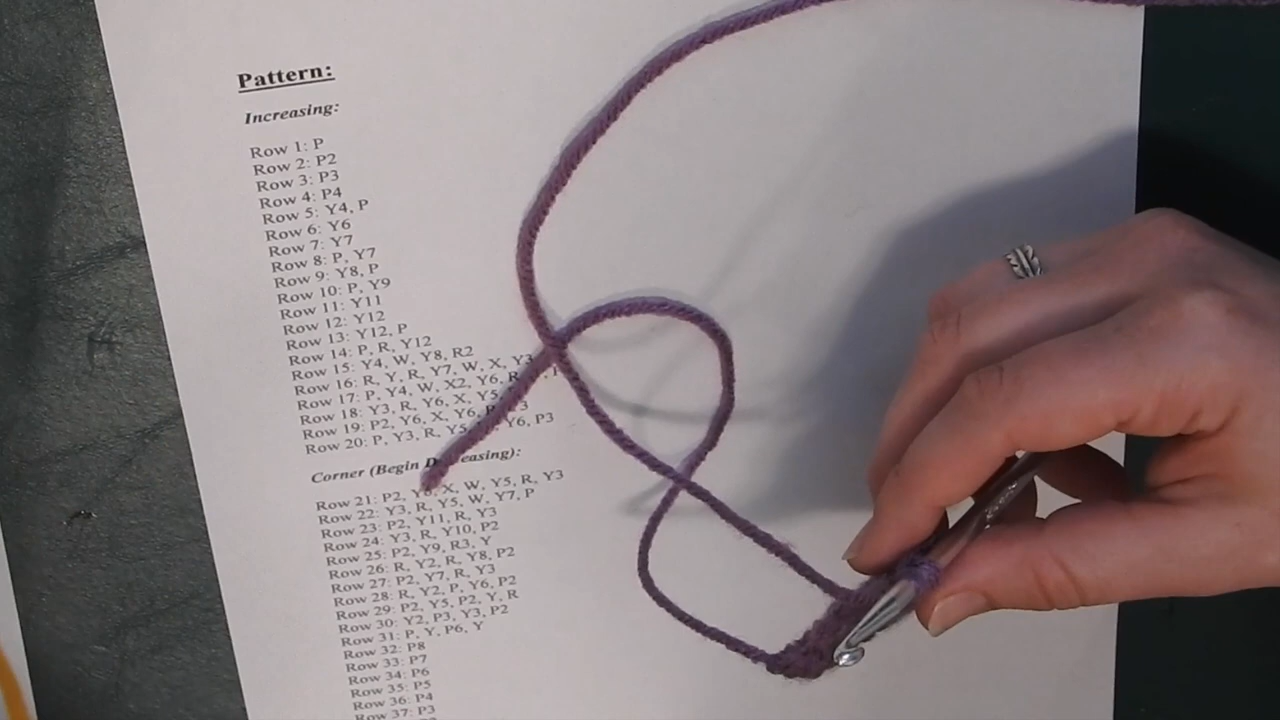 Pattern:
Increasing:
Row 1: P
Row 2: P2
Row 3: P3
Row 4: P4
Row 5: Y4, P
Row 6: Y6
Row 7: Y7
Row 8: P, Y7
Row 9: Y8, P
Row 10: P, Y9
Row 11: Y11
Row 12: Y12
Row 13: Y12, P
Row 14: P, R, Y12
Row 15: Y4, W, Y8, R2
Row 16: R, Y, R, Y7, W, X, Y3
Row 17: P, Y4, W, X2, Y6,
Row 18: Y3, R, Y6, X, Y5
Row 19: P2, Y6, X, Y6,
Row 20: P, Y3, R, Y6, P3
Corner (Begin Decreasing):
Row 21: P2, X, W, Y5, R, Y3
Row 22: Y3, R, Y5, W, Y7, P
Row 23: P2, Y11, R, Y3
Row 24: Y3, R, Y10, P2
Row 25: P2, Y9, R3, Y
Row 26: R, Y2, R, Y8, P2
Row 27: P2, Y7, R, Y3
Row 28: R, Y2, P, Y6, P2
Row 29: P2, Y5, P2, Y, R
Row 30: Y2, P3, Y3, P2
Row 31: P, Y, P6, Y
Row 32: P8
Row 33: P7
Row 34: P6
Row 35: P5
Row 36: P4
Row 37: P3